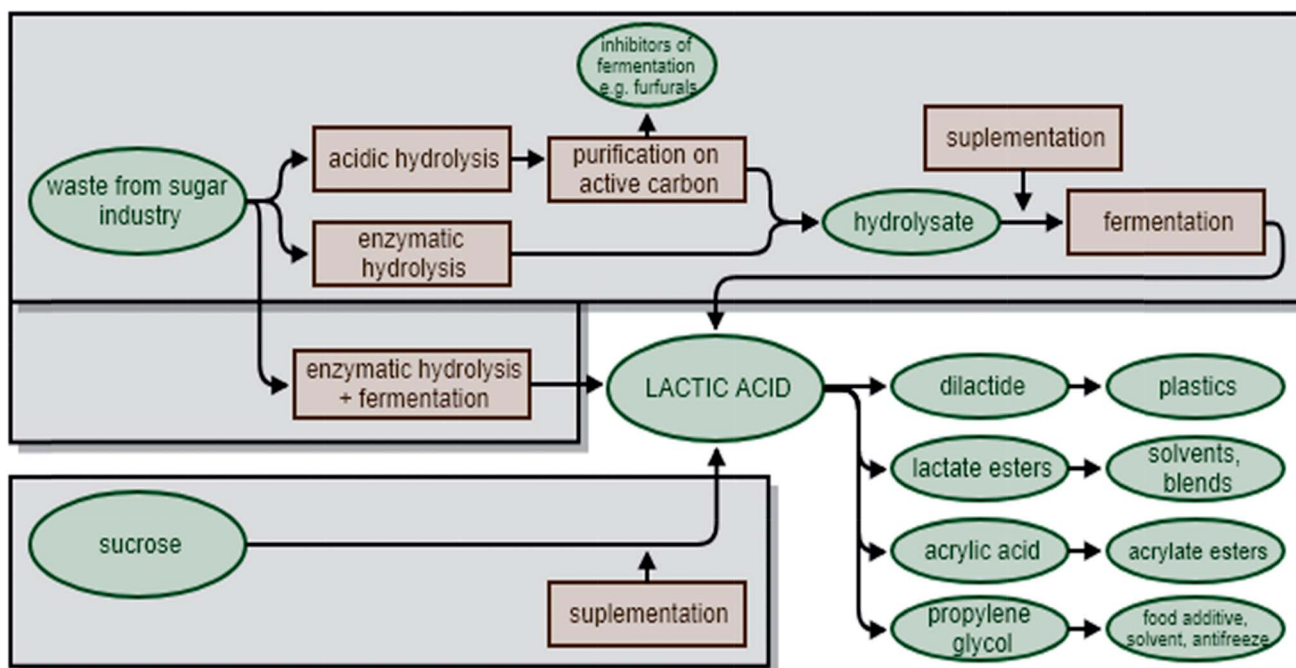 inhibitors of
fermentation
e.g. furfurals
waste from sugar
industry
acidic hydrolysis
purification on
active carbon
suplementation
enzymatic
hydrolysis
hydrolysate
fermentation
enzymatic hydrolysis
+ fermentation
LACTIC ACID
dilactide
plastics
lactate esters
solvents,
blends
sucrose
acrylic acid
acrylate esters
suplementation
propylene
glycol
food additive,
solvent, antifreeze